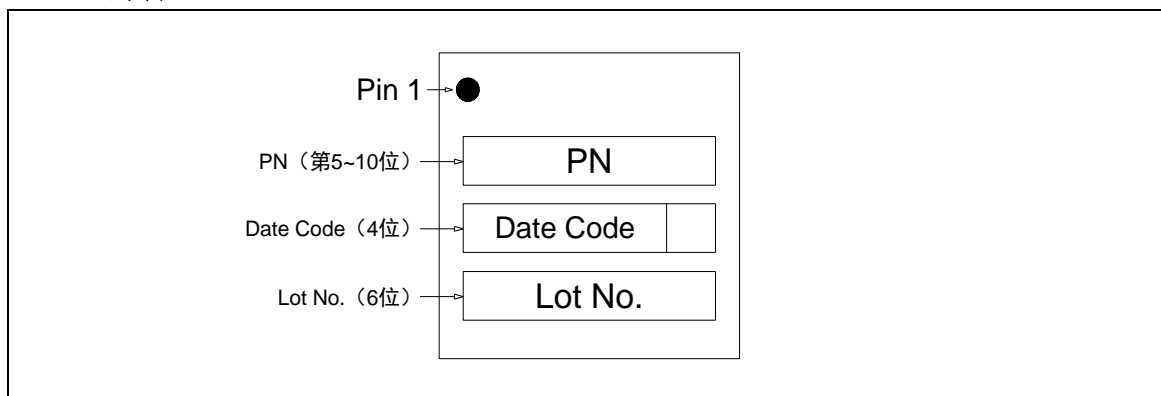 Pin 1
PN（第5~10位） PN
Date Code（4位） Date Code
Lot No.（6位） Lot No.